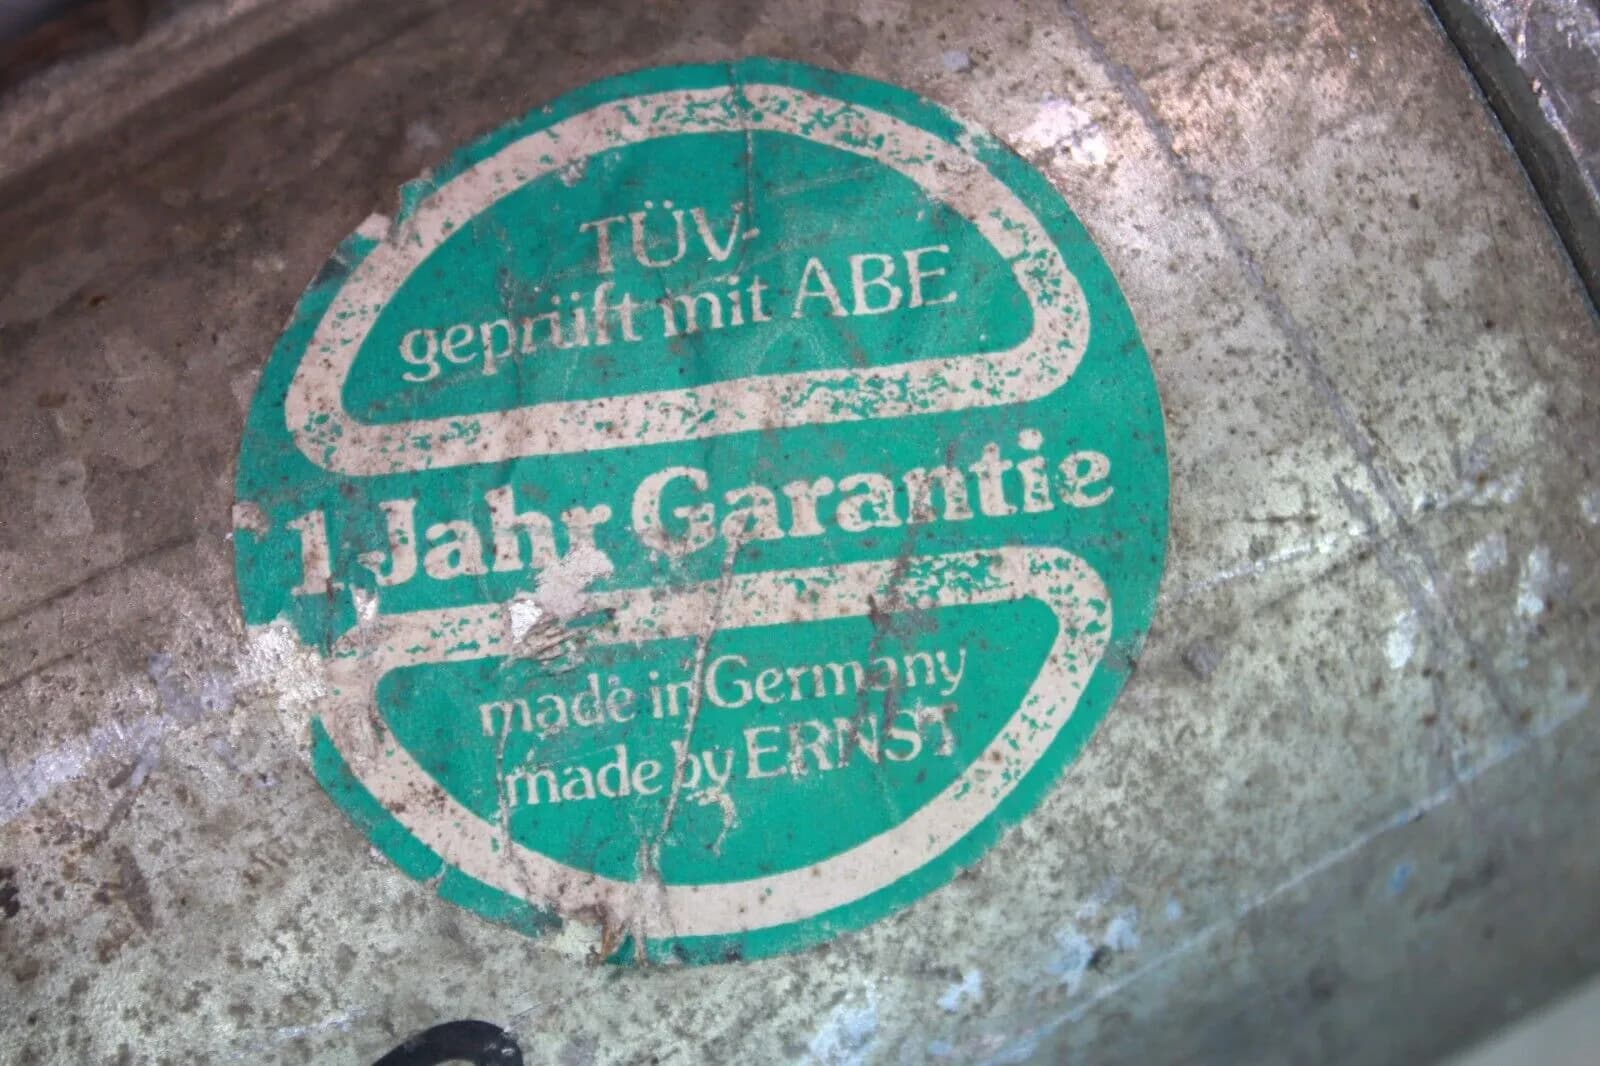 TÜV-
geprüft mit ABE
1 Jahr Garantie
made in Germany
made by ERNST